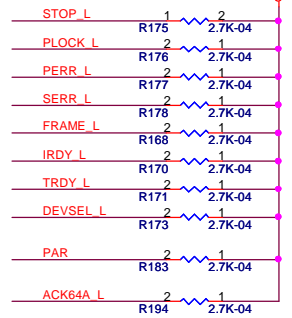 STOP_L 1 2
R175 2.7K-04
PLOCK_L 2 1
R176 2.7K-04
PERR_L 2 1
R177 2.7K-04
SERR_L 2 1
R178 2.7K-04
FRAME_L 2 1
R168 2.7K-04
IRDY_L 2 1
R170 2.7K-04
TRDY_L 2 1
R171 2.7K-04
DEVSEL_L 2 1
R173 2.7K-04
PAR 2 1
R183 2.7K-04
ACK64A_L 2 1
R194 2.7K-04